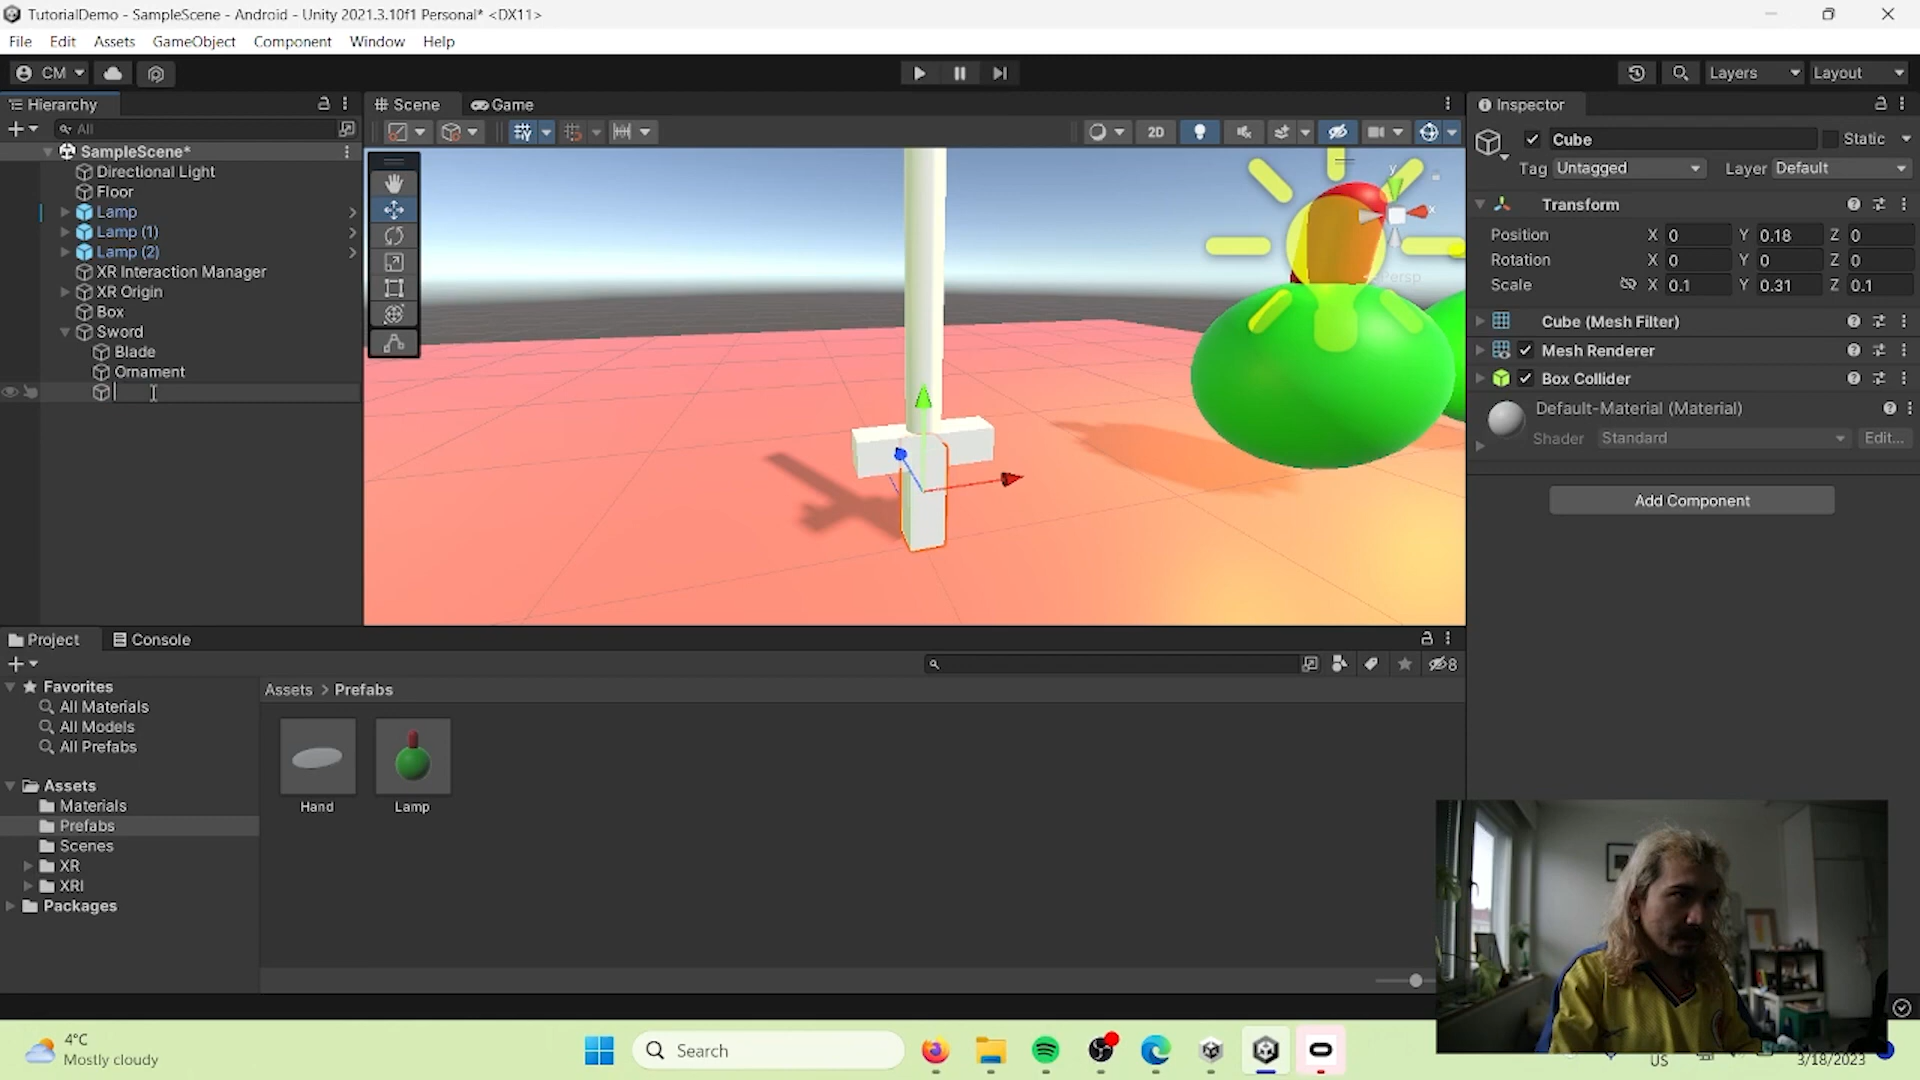 TutorialDemo - SampleScene - Android - Unity 2021.3.10f1 Personal* <DX11>
File Edit Assets GameObject Component Window Help
CM
Layers Layout
Hierarchy
All
SampleScene*
Directional Light
Floor
Lamp
Lamp (1)
Lamp (2)
XR Interaction Manager
XR Origin
Box
Sword
Blade
Ornament
Scene Game
2D
y
x
Persp
Inspector
Cube Static
Tag Untagged Layer Default
Transform
Position X 0 Y 0.18 Z 0
Rotation X 0 Y 0 Z 0
Scale X 0.1 Y 0.31 Z 0.1
Cube (Mesh Filter)
Mesh Renderer
Box Collider
Default-Material (Material)
Shader Standard Edit...
Add Component
Project Console
8
Favorites
All Materials
All Models
All Prefabs
Assets
Materials
Prefabs
Scenes
XR
XRI
Packages
Assets > Prefabs
Hand Lamp
4°C
Mostly cloudy
Search
US
3/18/2023